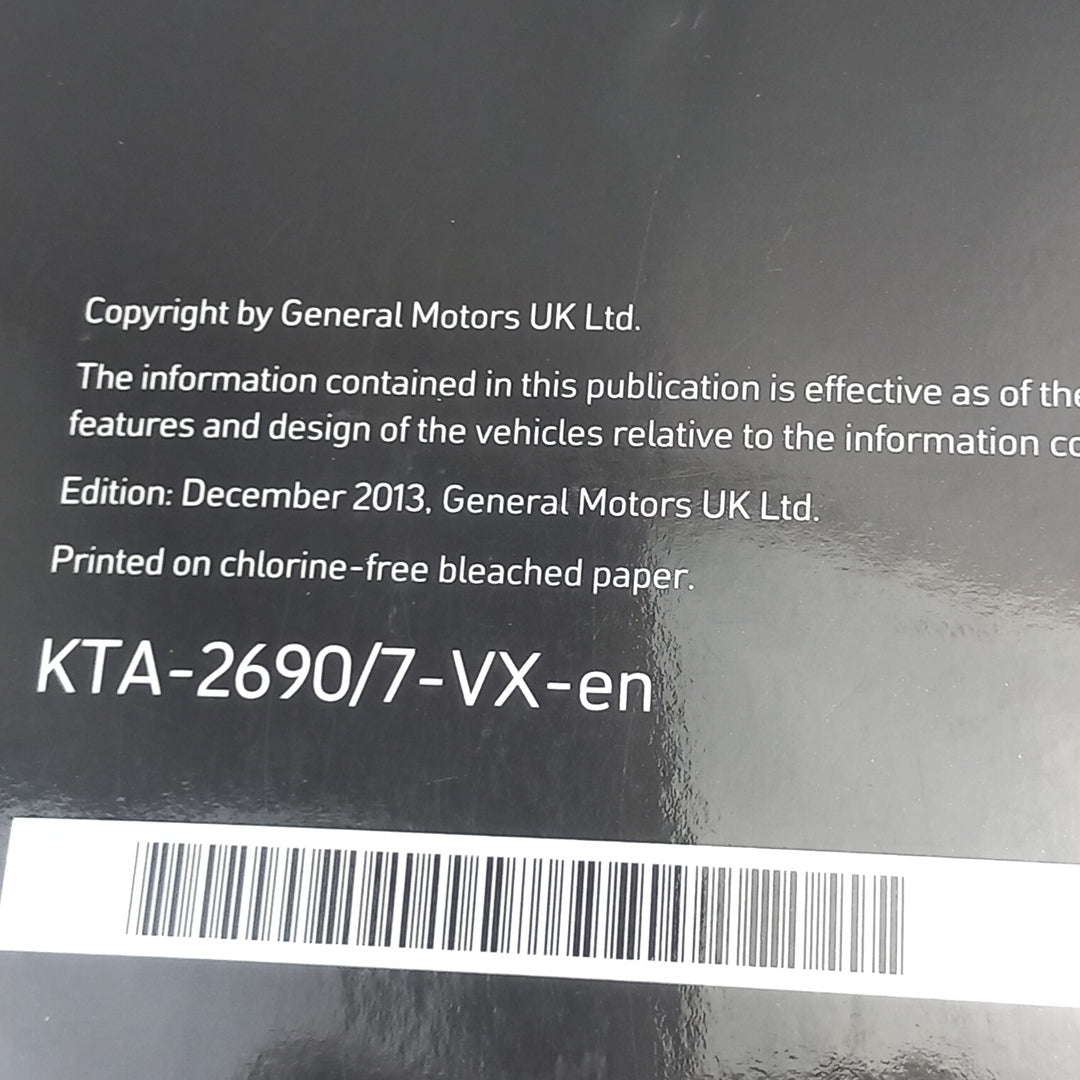 Copyright by General Motors UK Ltd.
The information contained in this publication is effective as of the
features and design of the vehicles relative to the information co
Edition: December 2013, General Motors UK Ltd.
Printed on chlorine-free bleached paper.
KTA-2690/7-VX-en